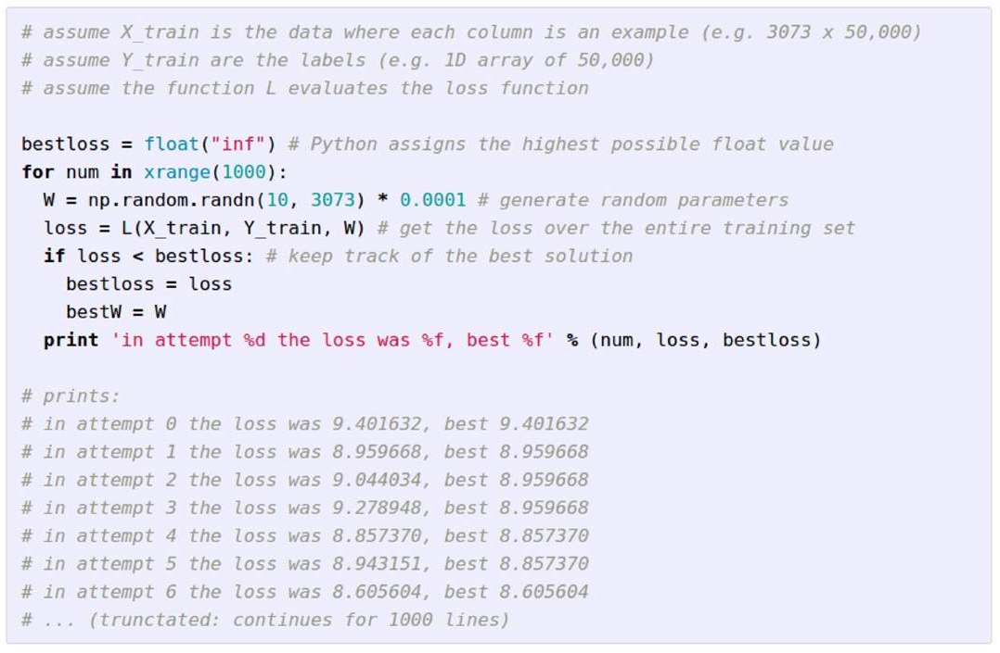 # assume X_train is the data where each column is an example (e.g. 3073 x 50,000)
# assume Y_train are the labels (e.g. 1D array of 50,000)
# assume the function L evaluates the loss function

bestloss = float("inf") # Python assigns the highest possible float value
for num in xrange(1000):
  W = np.random.randn(10, 3073) * 0.0001 # generate random parameters
  loss = L(X_train, Y_train, W) # get the loss over the entire training set
  if loss < bestloss: # keep track of the best solution
    bestloss = loss
    bestW = W
  print 'in attempt %d the loss was %f, best %f' % (num, loss, bestloss)

# prints:
# in attempt 0 the loss was 9.401632, best 9.401632
# in attempt 1 the loss was 8.959668, best 8.959668
# in attempt 2 the loss was 9.044034, best 8.959668
# in attempt 3 the loss was 9.278948, best 8.959668
# in attempt 4 the loss was 8.857370, best 8.857370
# in attempt 5 the loss was 8.943151, best 8.857370
# in attempt 6 the loss was 8.605604, best 8.605604
# ... (trunctated: continues for 1000 lines)